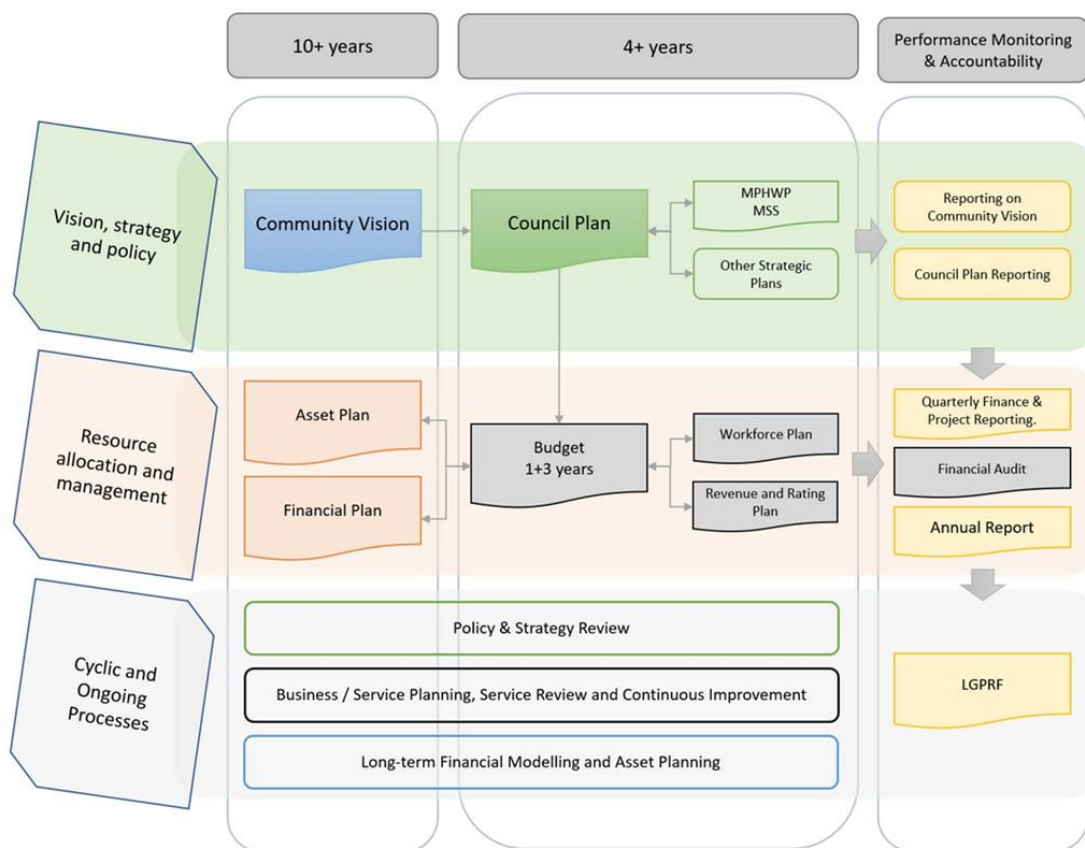 10+ years
4+ years
Performance Monitoring
& Accountability
Vision, strategy
and policy
Community Vision
Council Plan
MPHWP
MSS
Other Strategic
Plans
Reporting on
Community Vision
Council Plan Reporting
Resource
allocation and
management
Asset Plan
Financial Plan
Budget
1+3 years
Workforce Plan
Revenue and Rating
Plan
Quarterly Finance &
Project Reporting.
Financial Audit
Annual Report
Cyclic and
Ongoing
Processes
Policy & Strategy Review
Business / Service Planning, Service Review and Continuous Improvement
Long-term Financial Modelling and Asset Planning
LGPRF